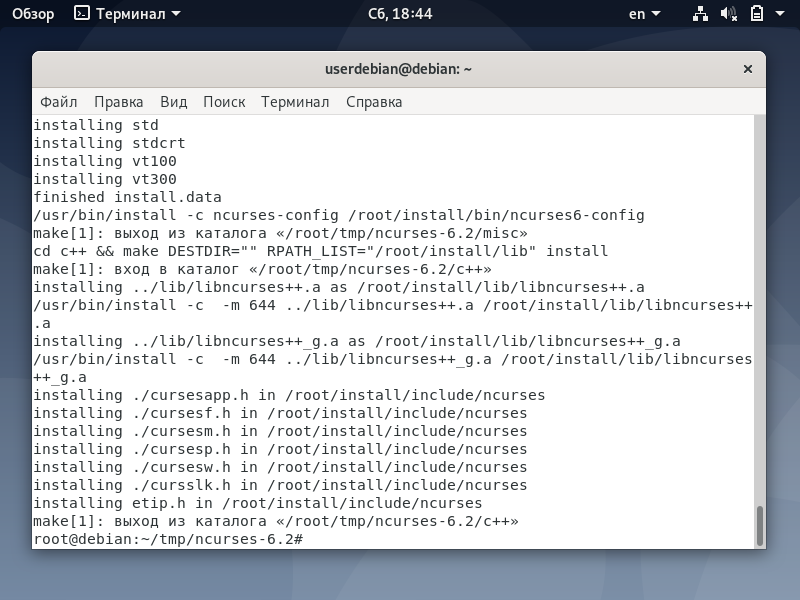 Обзор Терминал Сб, 18:44 en
userdebian@debian: ~ ×
Файл Правка Вид Поиск Терминал Справка
installing std
installing stdcrt
installing vt100
installing vt300
finished install.data
/usr/bin/install -c ncurses-config /root/install/bin/ncurses6-config
make[1]: выход из каталога «/root/tmp/ncurses-6.2/misc»
cd c++ && make DESTDIR="" RPATH_LIST="/root/install/lib" install
make[1]: вход в каталог «/root/tmp/ncurses-6.2/c++»
installing ../lib/libncurses++.a as /root/install/lib/libncurses++.a
/usr/bin/install -c  -m 644 ../lib/libncurses++.a /root/install/lib/libncurses++
.a
installing ../lib/libncurses++_g.a as /root/install/lib/libncurses++_g.a
/usr/bin/install -c  -m 644 ../lib/libncurses++_g.a /root/install/lib/libncurses
++_g.a
installing ./cursesapp.h in /root/install/include/ncurses
installing ./cursesf.h in /root/install/include/ncurses
installing ./cursesm.h in /root/install/include/ncurses
installing ./cursesp.h in /root/install/include/ncurses
installing ./cursesw.h in /root/install/include/ncurses
installing ./cursslk.h in /root/install/include/ncurses
installing etip.h in /root/install/include/ncurses
make[1]: выход из каталога «/root/tmp/ncurses-6.2/c++»
root@debian:~/tmp/ncurses-6.2#